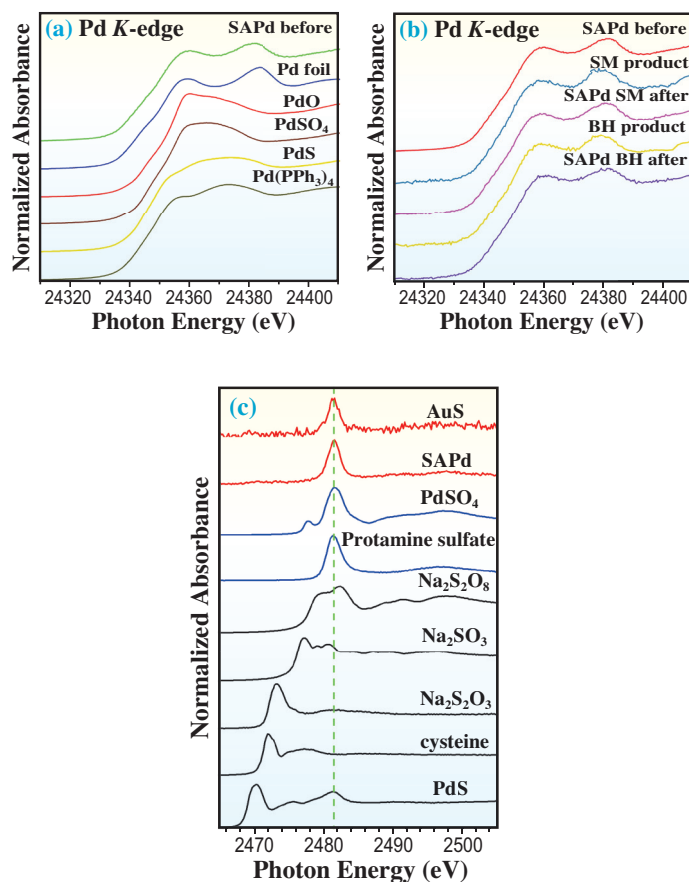 (a) Pd K-edge
SAPd before
Pd foil
PdO
PdSO₄
PdS
Pd(PPh₃)₄
Normalized Absorbance
24320 24340 24360 24380 24400
Photon Energy (eV)
(b) Pd K-edge
SAPd before
SM product
SAPd SM after
BH product
SAPd BH after
Normalized Absorbance
24320 24340 24360 24380 24400
Photon Energy (eV)
(c)
AuS
SAPd
PdSO₄
Protamine sulfate
Na₂S₂O₈
Na₂SO₃
Na₂S₂O₃
cysteine
PdS
Normalized Absorbance
2470 2480 2490 2500
Photon Energy (eV)